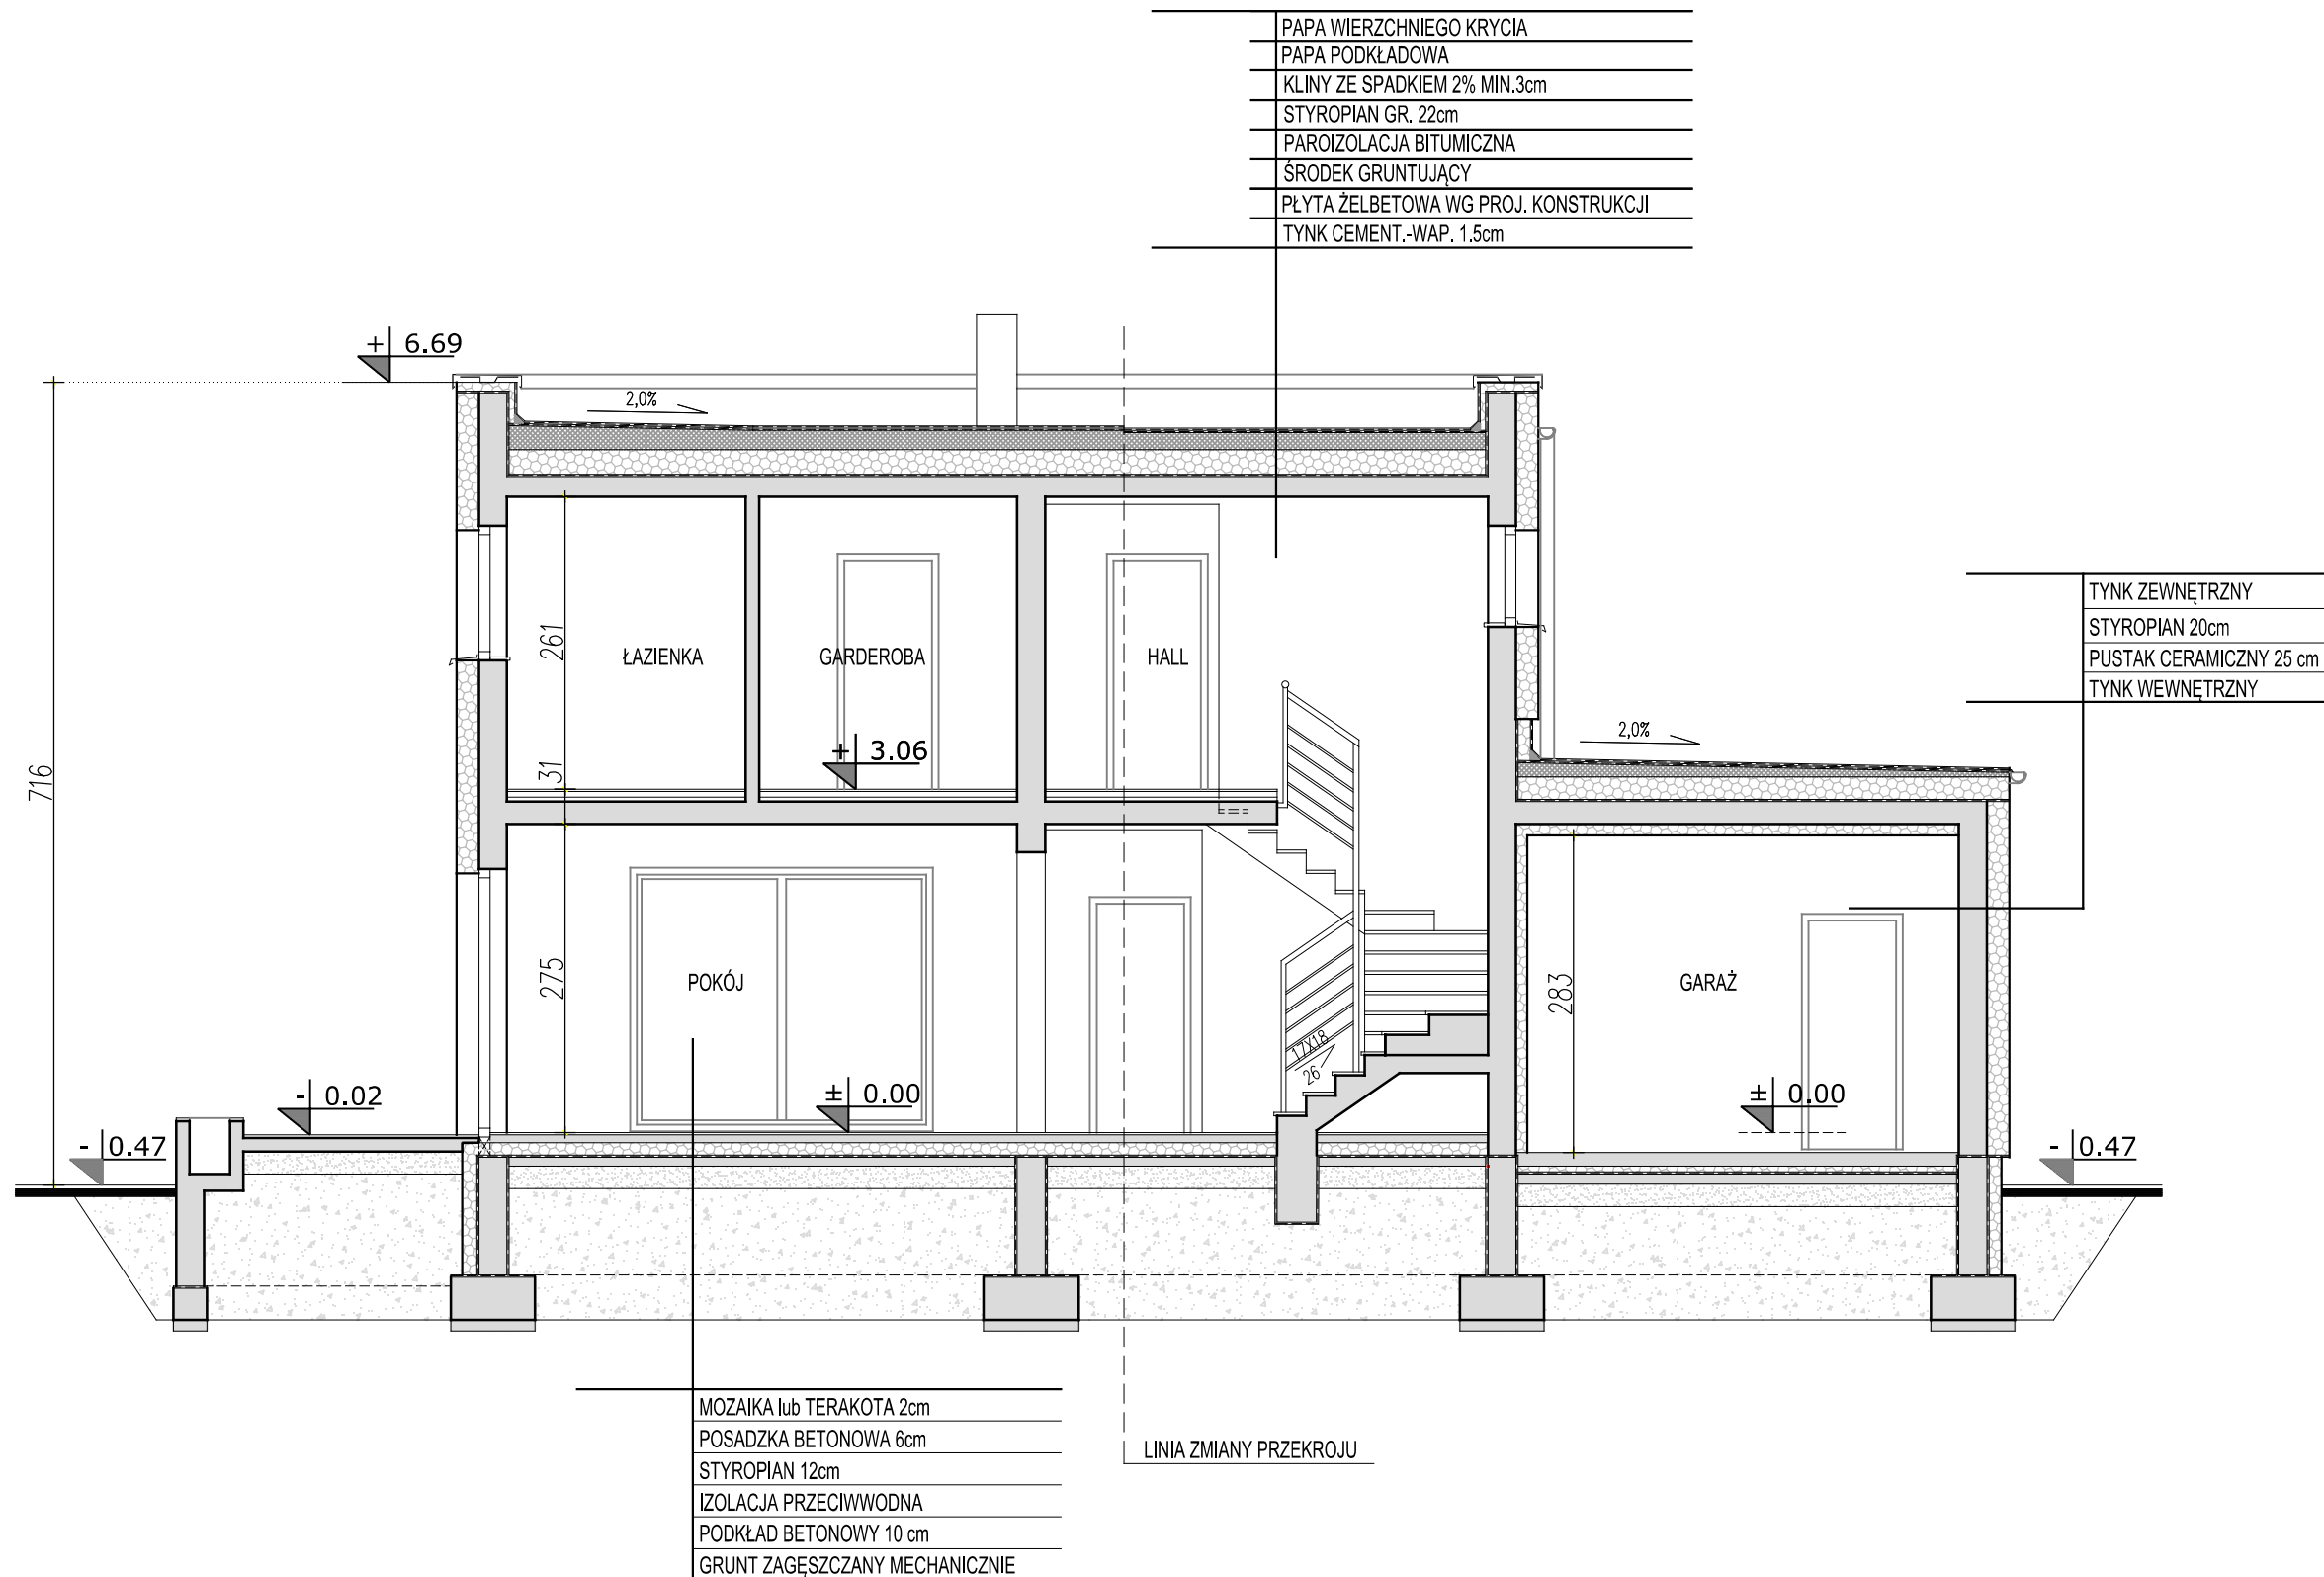 PAPA WIERZCHNIEGO KRYCIA
PAPA PODKŁADOWA
KLINY ZE SPADKIEM 2% MIN.3cm
STYROPIAN GR. 22cm
PAROIZOLACJA BITUMICZNA
ŚRODEK GRUNTUJĄCY
PŁYTA ŻELBETOWA WG PROJ. KONSTRUKCJI
TYNK CEMENT.-WAP. 1.5cm
+ 6.69
2,0%
TYNK ZEWNĘTRZNY
STYROPIAN 20cm
PUSTAK CERAMICZNY 25 cm
TYNK WEWNĘTRZNY
261
ŁAZIENKA
GARDEROBA
HALL
2,0%
+ 3.06
31
716
275
POKÓJ
283
GARAŻ
17X18
26
- 0.02
± 0.00
± 0.00
- 0.47
- 0.47
MOZAIKA lub TERAKOTA 2cm
POSADZKA BETONOWA 6cm
STYROPIAN 12cm
IZOLACJA PRZECIWWODNA
PODKŁAD BETONOWY 10 cm
GRUNT ZAGĘSZCZANY MECHANICZNIE
LINIA ZMIANY PRZEKROJU